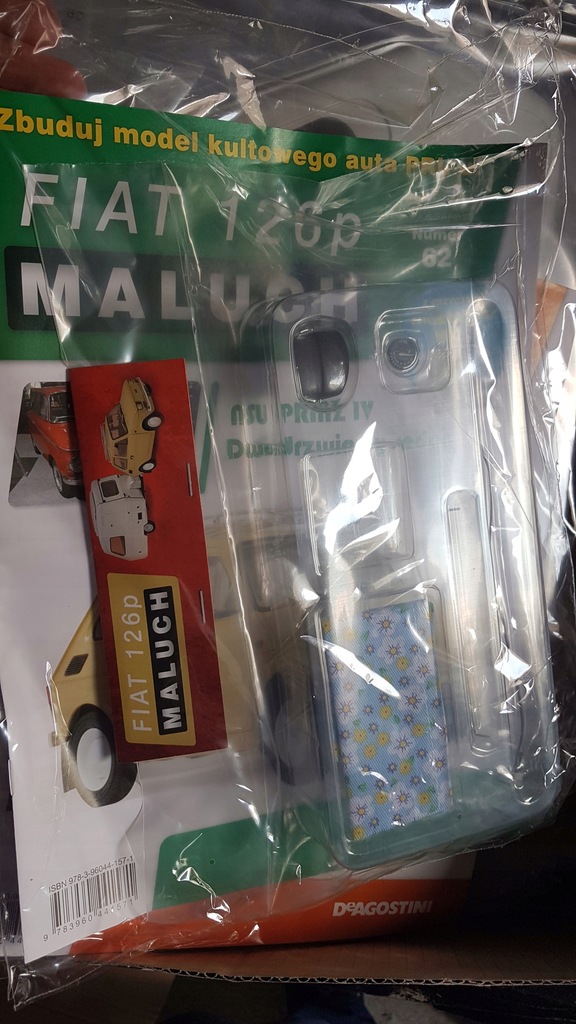 Zbuduj model kultowego auta
FIAT 126p
Numer
62
MALUCH
NSU PRINZ IV
FIAT 126p
MALUCH
ISBN 978-3-96044-157-1
DEAGOSTINI